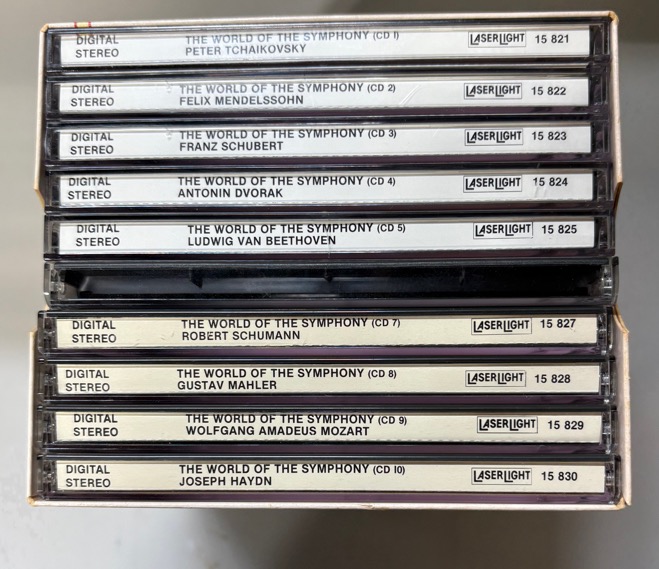 DIGITAL STEREO THE WORLD OF THE SYMPHONY (CD 1) PETER TCHAIKOVSKY LASERLIGHT 15 821
DIGITAL STEREO THE WORLD OF THE SYMPHONY (CD 2) FELIX MENDELSSOHN LASERLIGHT 15 822
DIGITAL STEREO THE WORLD OF THE SYMPHONY (CD 3) FRANZ SCHUBERT LASERLIGHT 15 823
DIGITAL STEREO THE WORLD OF THE SYMPHONY (CD 4) ANTONIN DVORAK LASERLIGHT 15 824
DIGITAL STEREO THE WORLD OF THE SYMPHONY (CD 5) LUDWIG VAN BEETHOVEN LASERLIGHT 15 825
DIGITAL STEREO THE WORLD OF THE SYMPHONY (CD 7) ROBERT SCHUMANN LASERLIGHT 15 827
DIGITAL STEREO THE WORLD OF THE SYMPHONY (CD 8) GUSTAV MAHLER LASERLIGHT 15 828
DIGITAL STEREO THE WORLD OF THE SYMPHONY (CD 9) WOLFGANG AMADEUS MOZART LASERLIGHT 15 829
DIGITAL STEREO THE WORLD OF THE SYMPHONY (CD 10) JOSEPH HAYDN LASERLIGHT 15 830